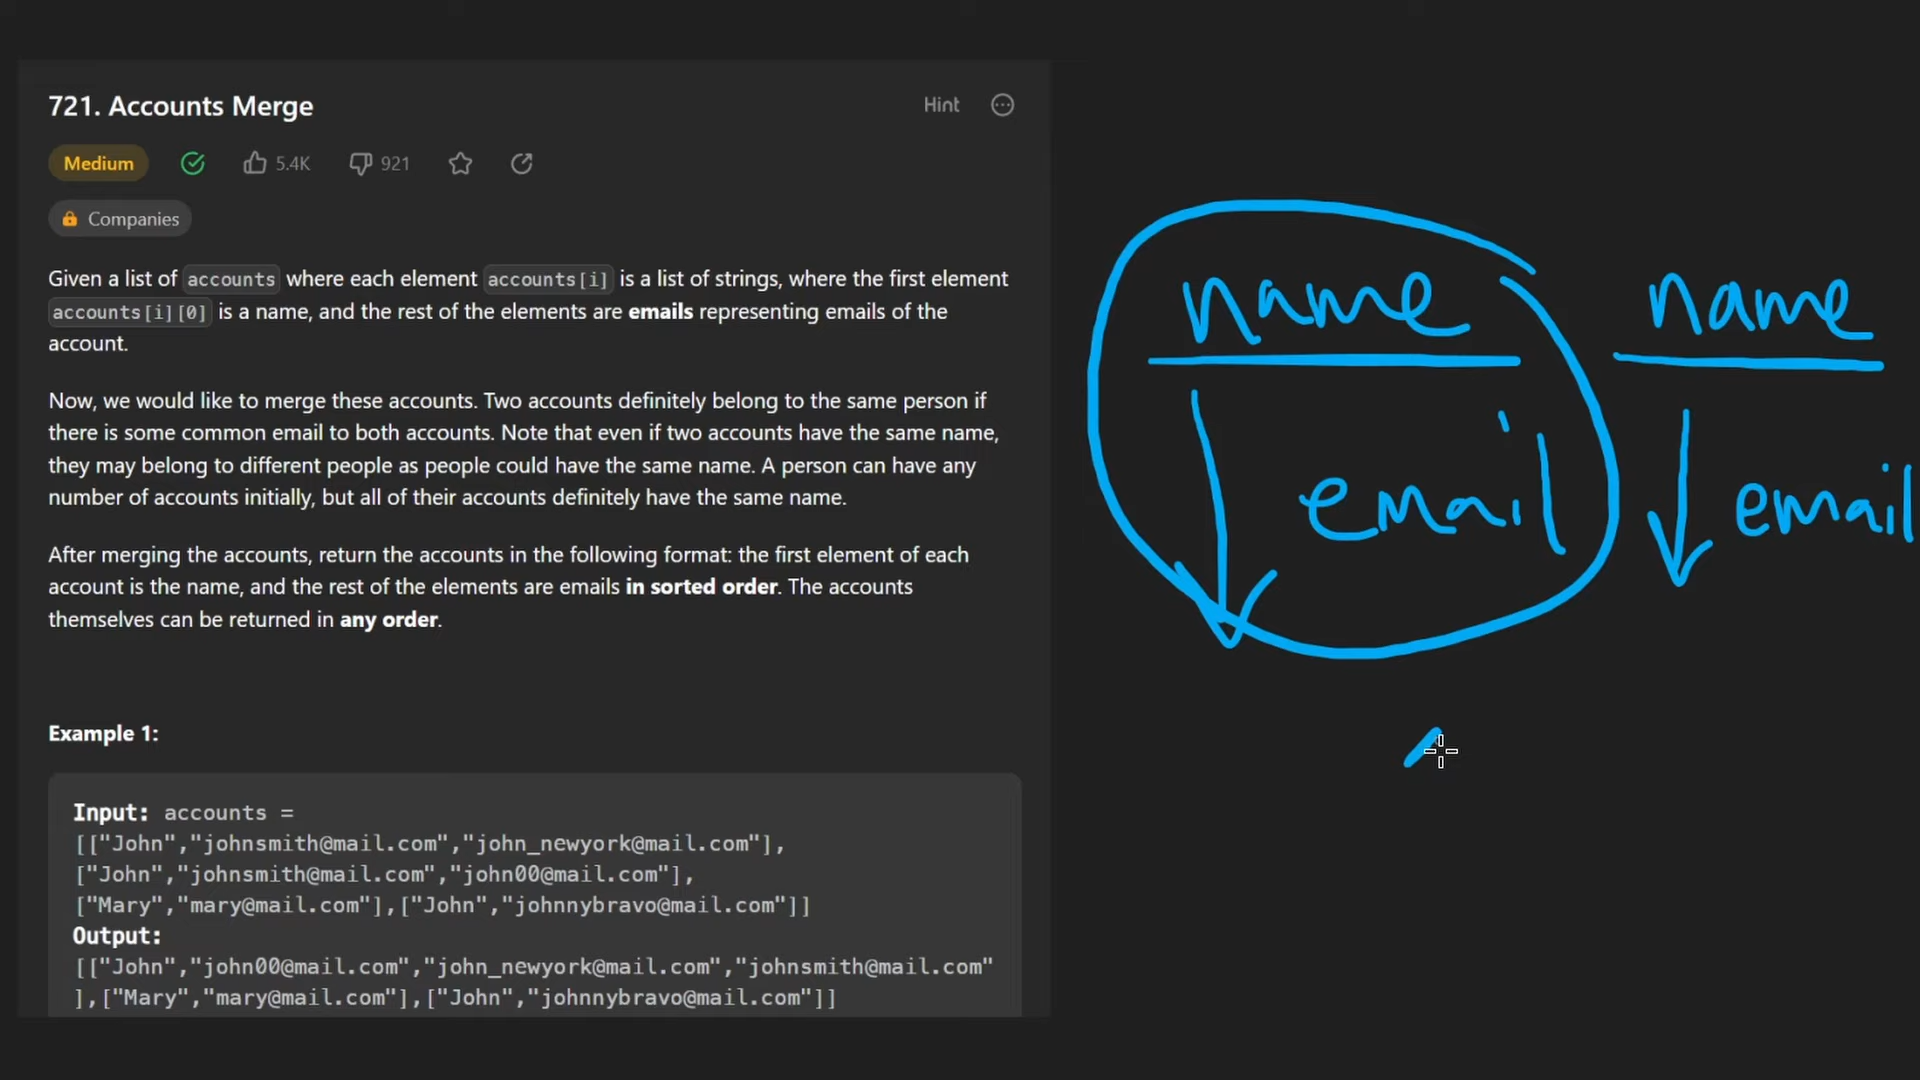 721. Accounts Merge
Hint
Medium 5.4K 921
Companies
Given a list of accounts where each element accounts[i] is a list of strings, where the first element
accounts[i][0] is a name, and the rest of the elements are emails representing emails of the
account.
Now, we would like to merge these accounts. Two accounts definitely belong to the same person if
there is some common email to both accounts. Note that even if two accounts have the same name,
they may belong to different people as people could have the same name. A person can have any
number of accounts initially, but all of their accounts definitely have the same name.
After merging the accounts, return the accounts in the following format: the first element of each
account is the name, and the rest of the elements are emails in sorted order. The accounts
themselves can be returned in any order.
Example 1:
Input: accounts =
[["John","johnsmith@mail.com","john_newyork@mail.com"],
["John","johnsmith@mail.com","john00@mail.com"],
["Mary","mary@mail.com"],["John","johnnybravo@mail.com"]]
Output:
[["John","john00@mail.com","john_newyork@mail.com","johnsmith@mail.com"
],["Mary","mary@mail.com"],["John","johnnybravo@mail.com"]]
name name
email email